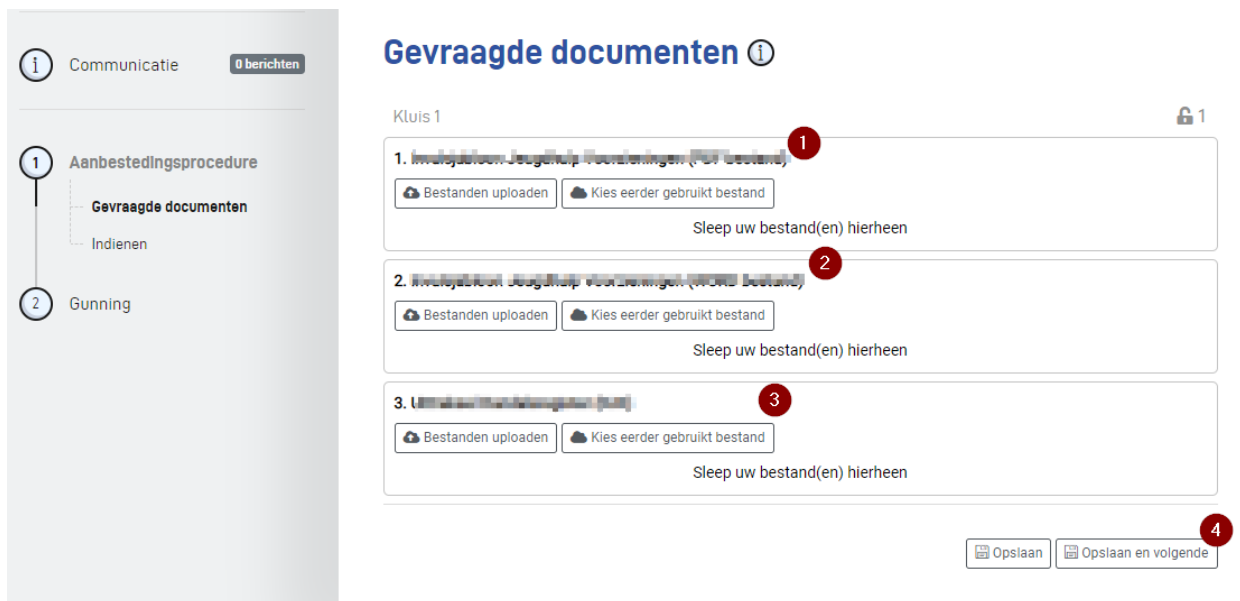 Communicatie
0 berichten
1
Aanbestedingsprocedure
Gevraagde documenten
Indienen
2
Gunning
Gevraagde documenten
Kluis 1
1
1.
1
Bestanden uploaden
Kies eerder gebruikt bestand
Sleep uw bestand(en) hierheen
2.
2
Bestanden uploaden
Kies eerder gebruikt bestand
Sleep uw bestand(en) hierheen
3.
3
Bestanden uploaden
Kies eerder gebruikt bestand
Sleep uw bestand(en) hierheen
4
Opslaan
Opslaan en volgende